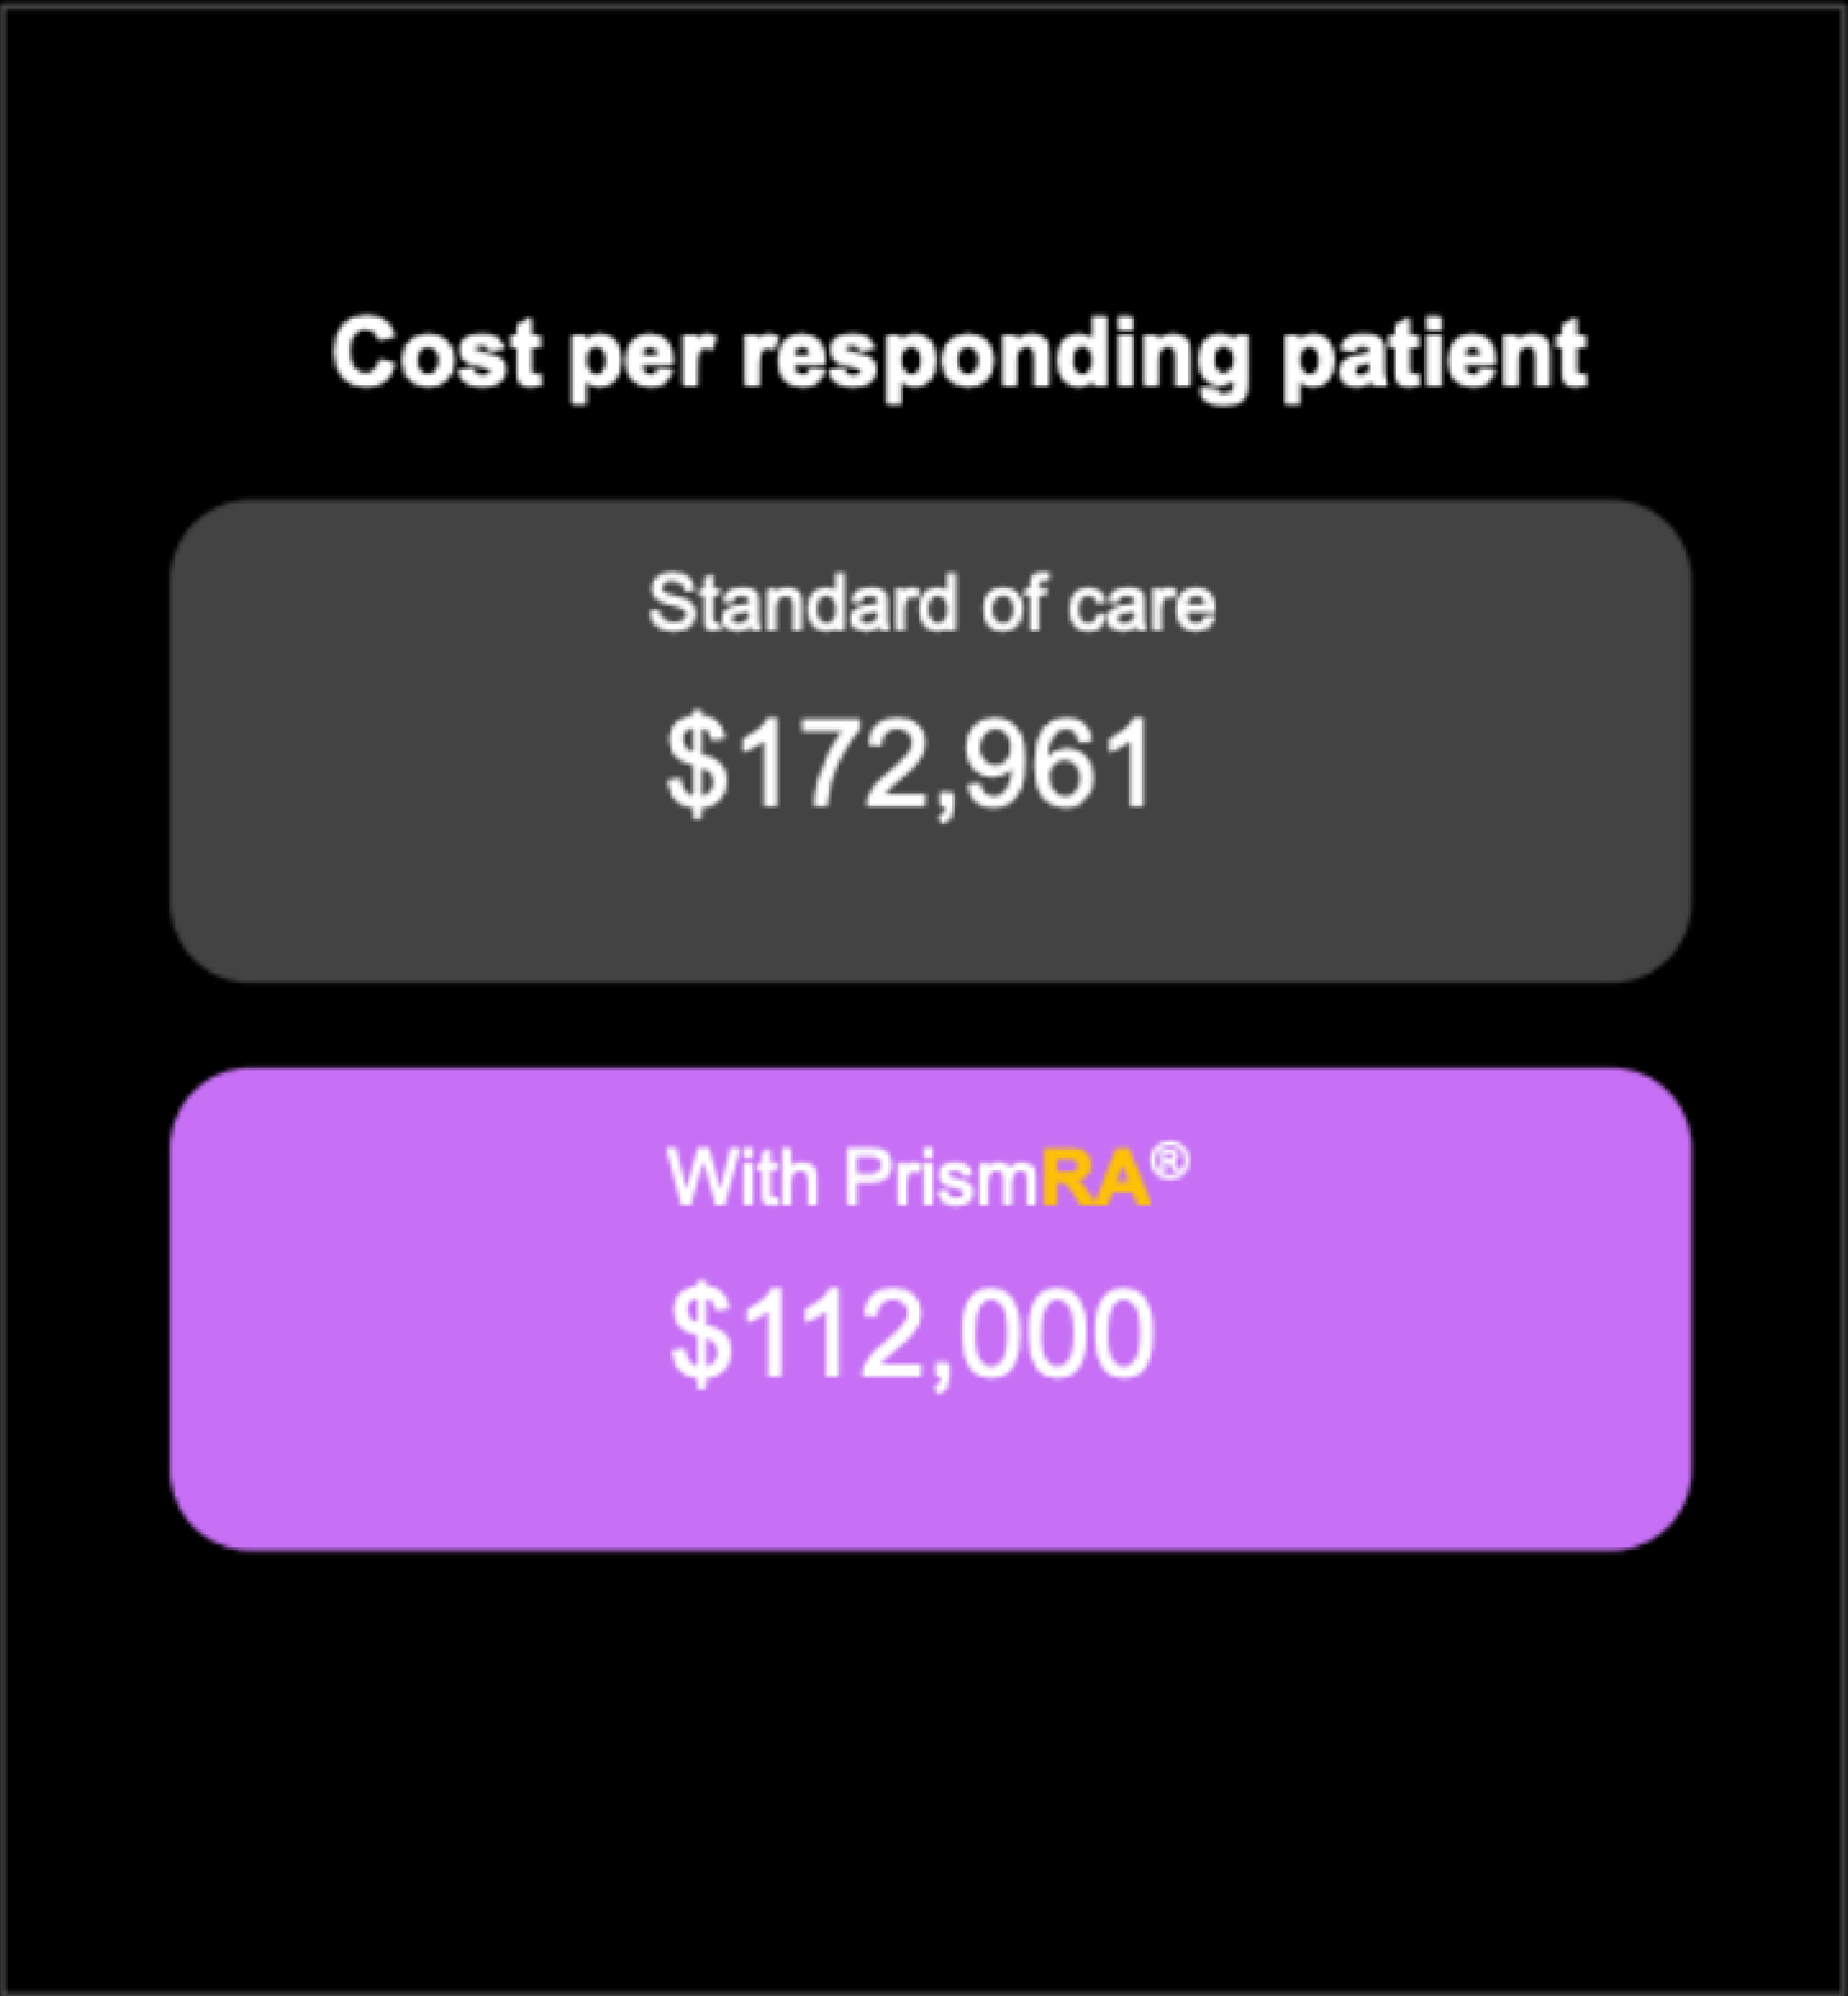 Cost per responding patient
Standard of care
$172,961
With PrismRA®
$112,000